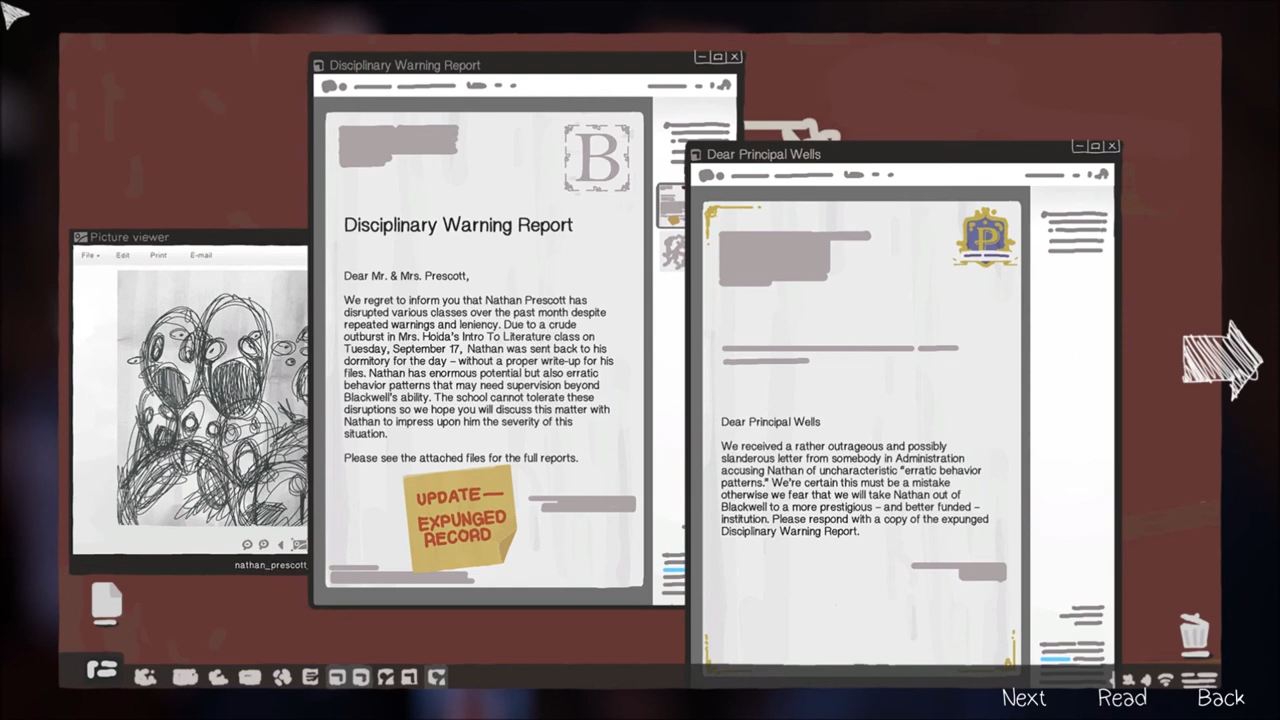 Disciplinary Warning Report
B
Disciplinary Warning Report
Dear Mr. & Mrs. Prescott,
We regret to inform you that Nathan Prescott has
disrupted various classes over the past month despite
repeated warnings and leniency. Due to a crude
outburst in Mrs. Hoida's Intro To Literature class on
Tuesday, September 17, Nathan was sent back to his
dormitory for the day – without a proper write-up for his
files. Nathan has enormous potential but also erratic
behavior patterns that may need supervision beyond
Blackwell's ability. The school cannot tolerate these
disruptions so we hope you will discuss this matter with
Nathan to impress upon him the severity of this
situation.
Please see the attached files for the full reports.
UPDATE—
EXPUNGED
RECORD
Dear Principal Wells
P
Dear Principal Wells
We received a rather outrageous and possibly
slanderous letter from somebody in Administration
accusing Nathan of uncharacteristic “erratic behavior
patterns.” We're certain this must be a mistake
otherwise we fear that we will take Nathan out of
Blackwell to a more prestigious – and better funded –
institution. Please respond with a copy of the expunged
Disciplinary Warning Report.
Picture viewer
File Edit Print E-mail
nathan_prescott_
Next Read Back